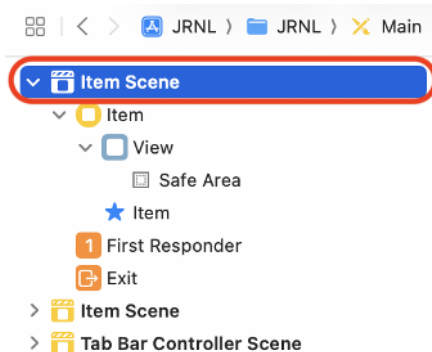 JRNL 〉 JRNL 〉 Main
Item Scene
Item
View
Safe Area
Item
1 First Responder
Exit
Item Scene
Tab Bar Controller Scene